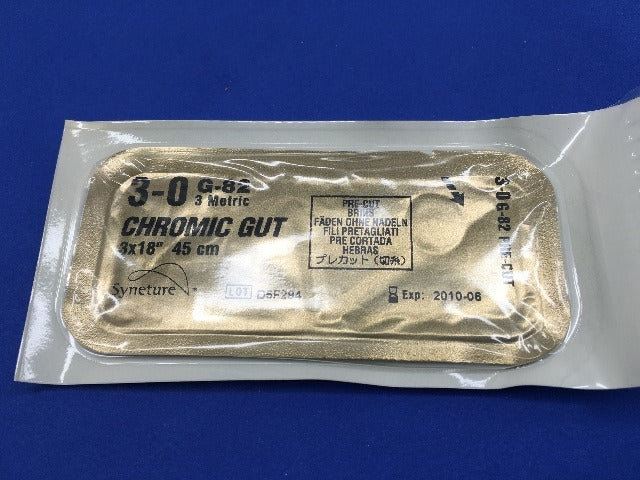 3-0 G-82
3 Metric
CHROMIC GUT
3x18" 45 cm
Syneture
LOT D5F294
PRE-CUT
BRINS
FÄDEN OHNE NADELN
FILI PRETAGLIATI
PRE CORTADA
HEBRAS
プレカット(切糸)
Exp: 2010-06
3-0 G-82 PRE-CUT